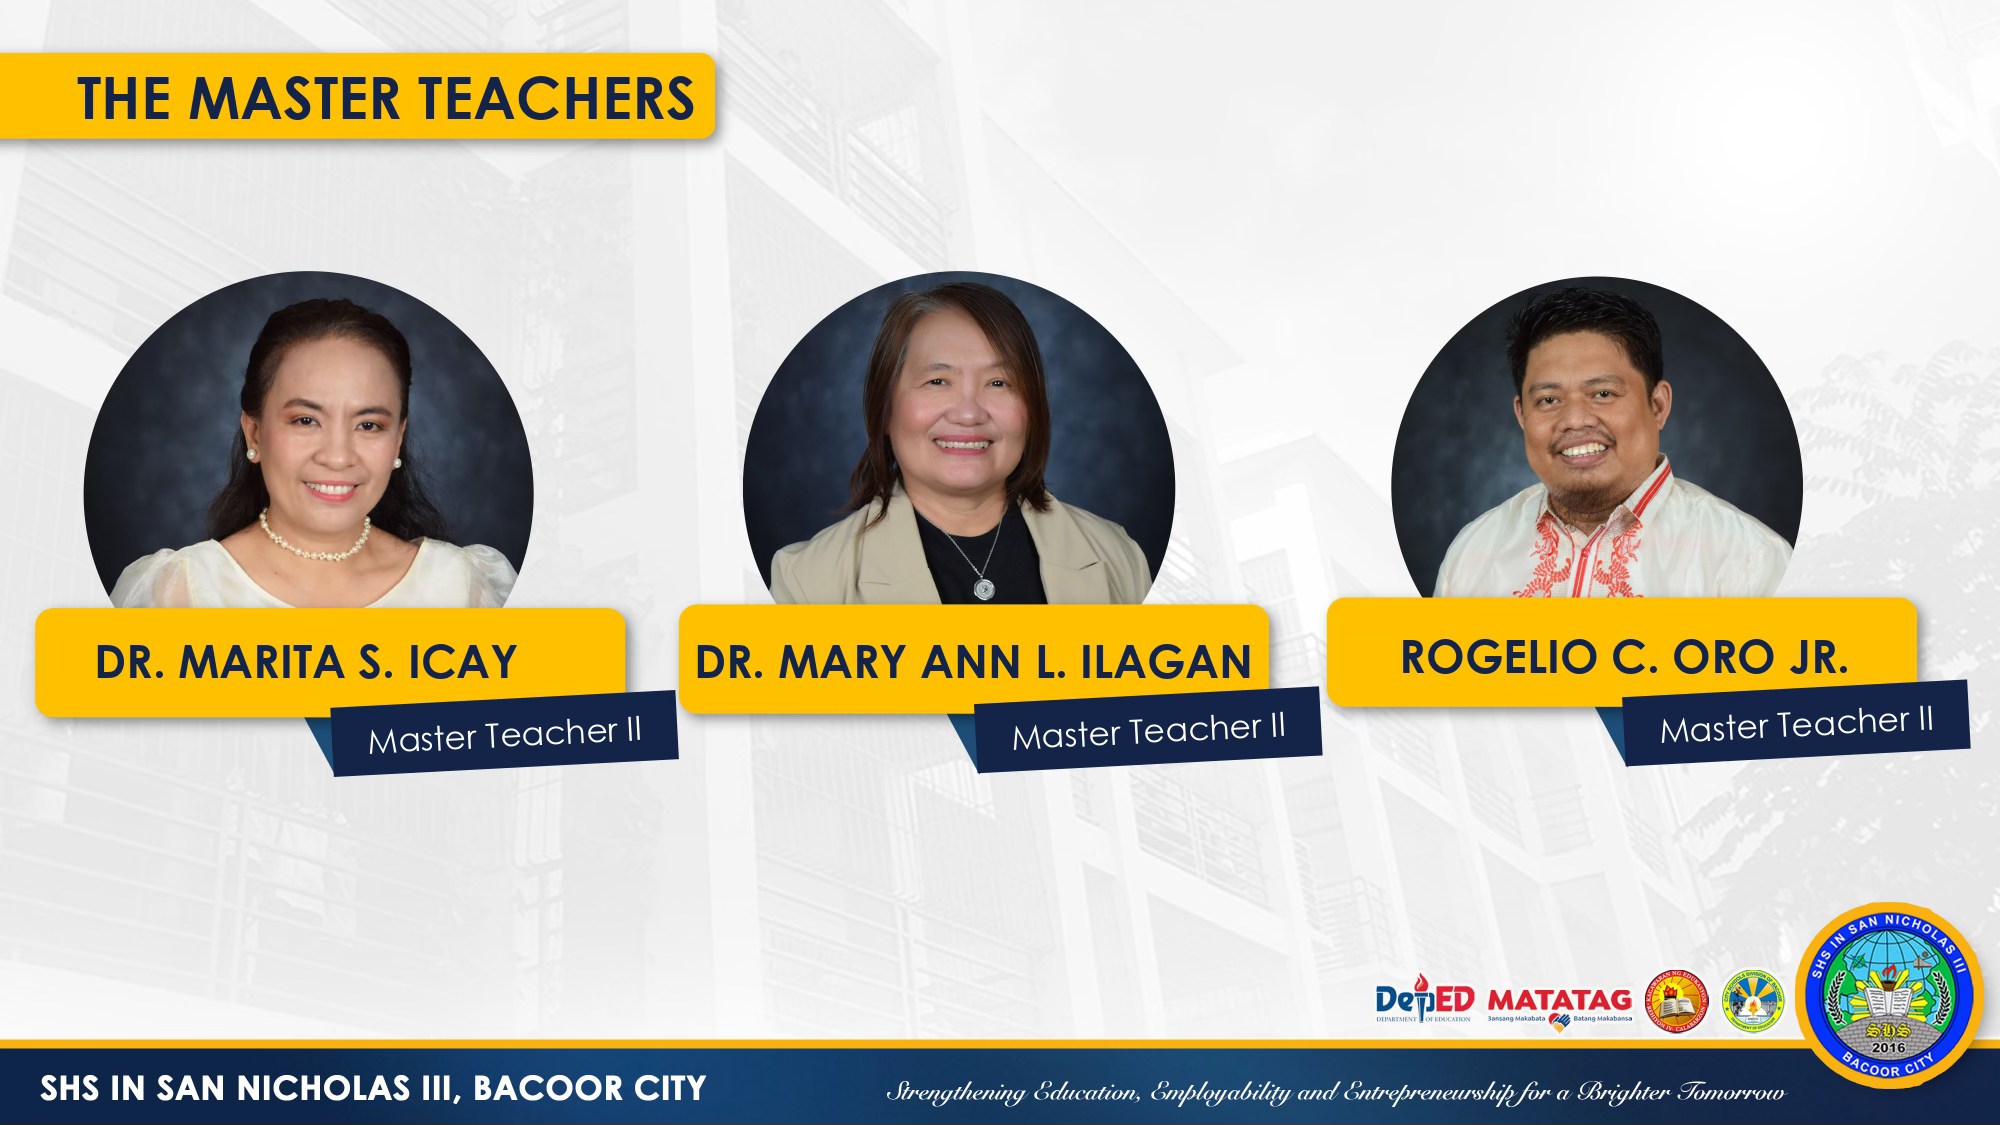 THE MASTER TEACHERS
DR. MARITA S. ICAY
Master Teacher II
DR. MARY ANN L. ILAGAN
Master Teacher II
ROGELIO C. ORO JR.
Master Teacher II
DepED
DEPARTMENT OF EDUCATION
MATATAG
Bansang Makabata
Batang Makabansa
SHS IN SAN NICHOLAS III
SHS
2016
BACOOR CITY
SHS IN SAN NICHOLAS III, BACOOR CITY
Strengthening Education, Employability and Entrepreneurship for a Brighter Tomorrow